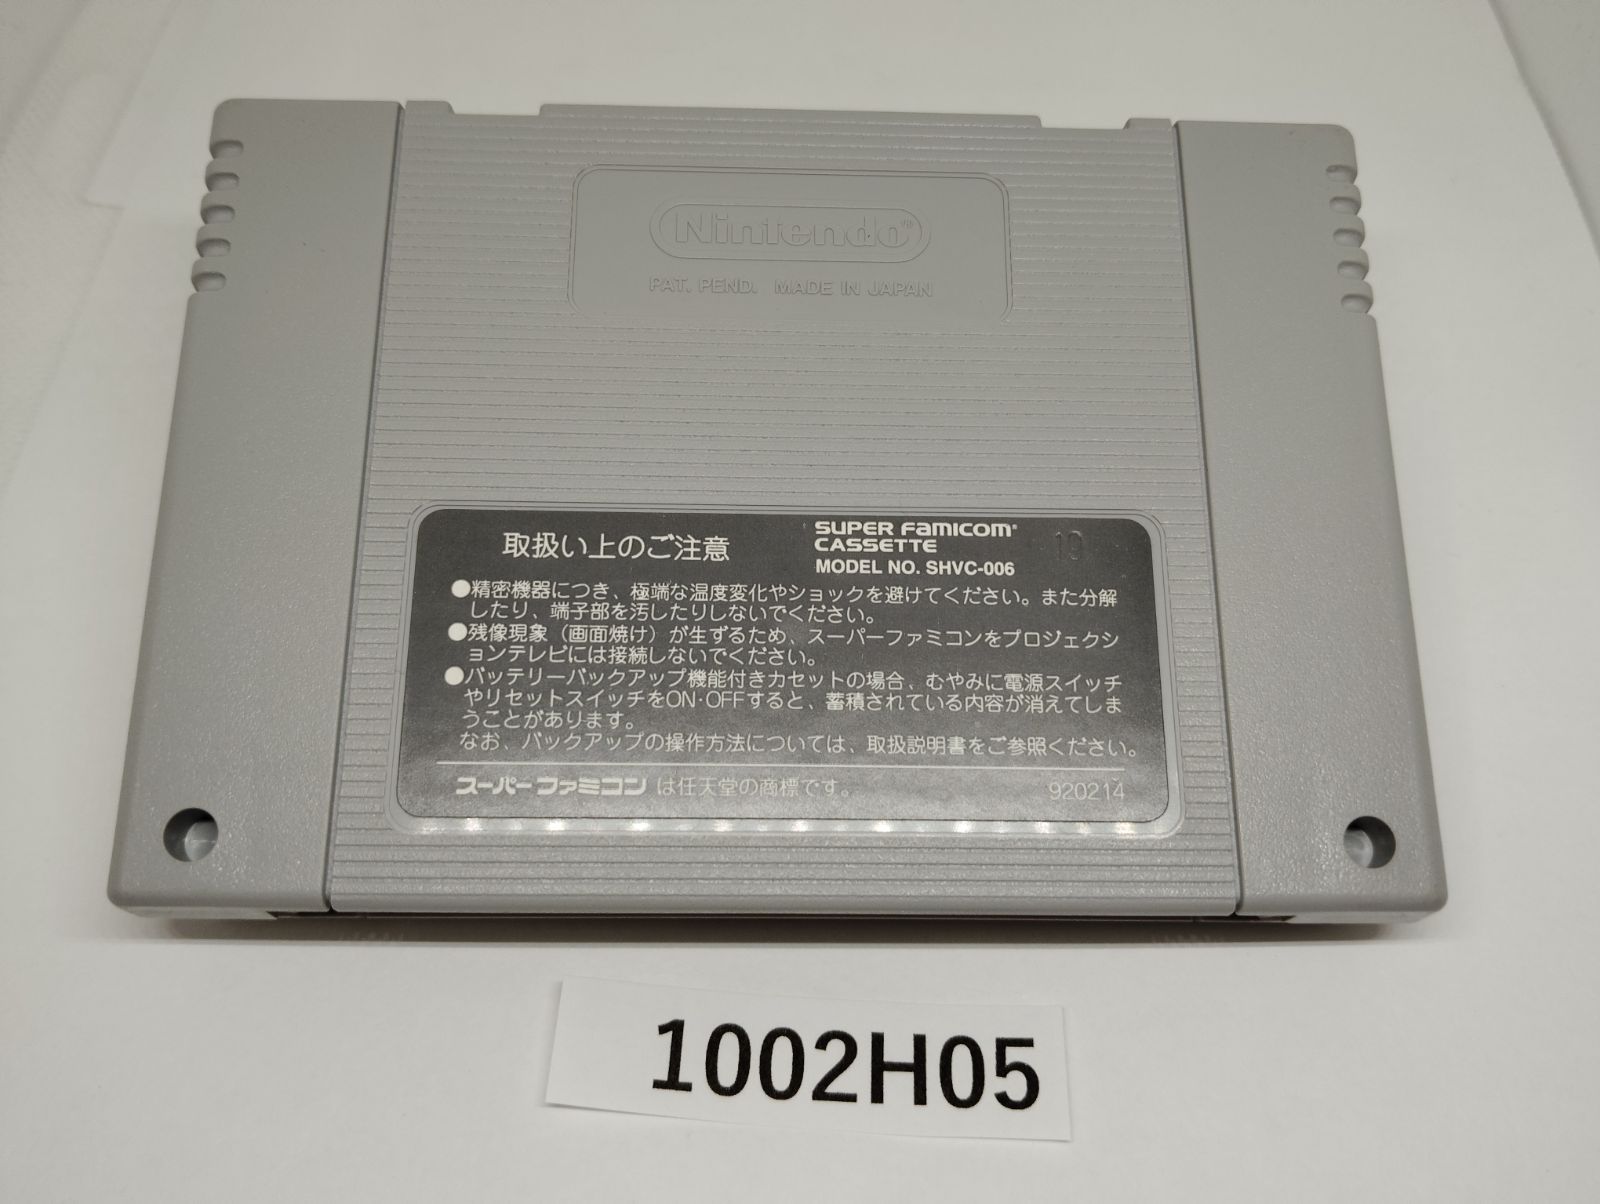 Nintendo®
PAT. PEND. MADE IN JAPAN
取扱い上のご注意
SUPER FAMICOM®
CASSETTE
MODEL NO. SHVC-006
●精密機器につき、極端な温度変化やショックを避けてください。また分解
したり、端子部を汚したりしないでください。
●残像現象（画面焼け）が生ずるため、スーパーファミコンをプロジェクシ
ョンテレビには接続しないでください。
●バッテリーバックアップ機能付きカセットの場合、むやみに電源スイッチ
やリセットスイッチをON・OFFすると、蓄積されている内容が消えてしま
うことがあります。
なお、バックアップの操作方法については、取扱説明書をご参照ください。
スーパーファミコン は任天堂の商標です。
920214
1002H05